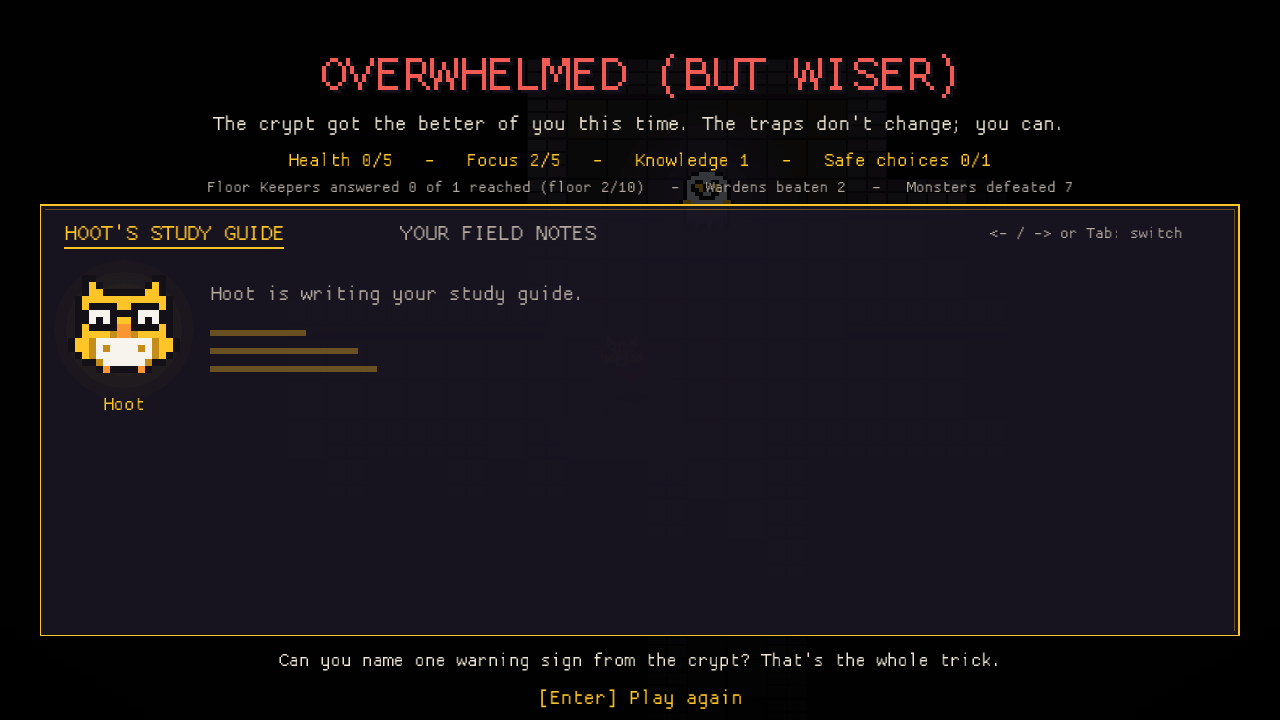 OVERWHELMED (BUT WISER)
The crypt got the better of you this time. The traps don't change; you can.
Health 0/5 - Focus 2/5 - Knowledge 1 - Safe choices 0/1
Floor Keepers answered 0 of 1 reached (floor 2/10) - Wardens beaten 2 - Monsters defeated 7
HOOT'S STUDY GUIDE YOUR FIELD NOTES <- / -> or Tab: switch
Hoot is writing your study guide.
Hoot
Can you name one warning sign from the crypt? That's the whole trick.
[Enter] Play again